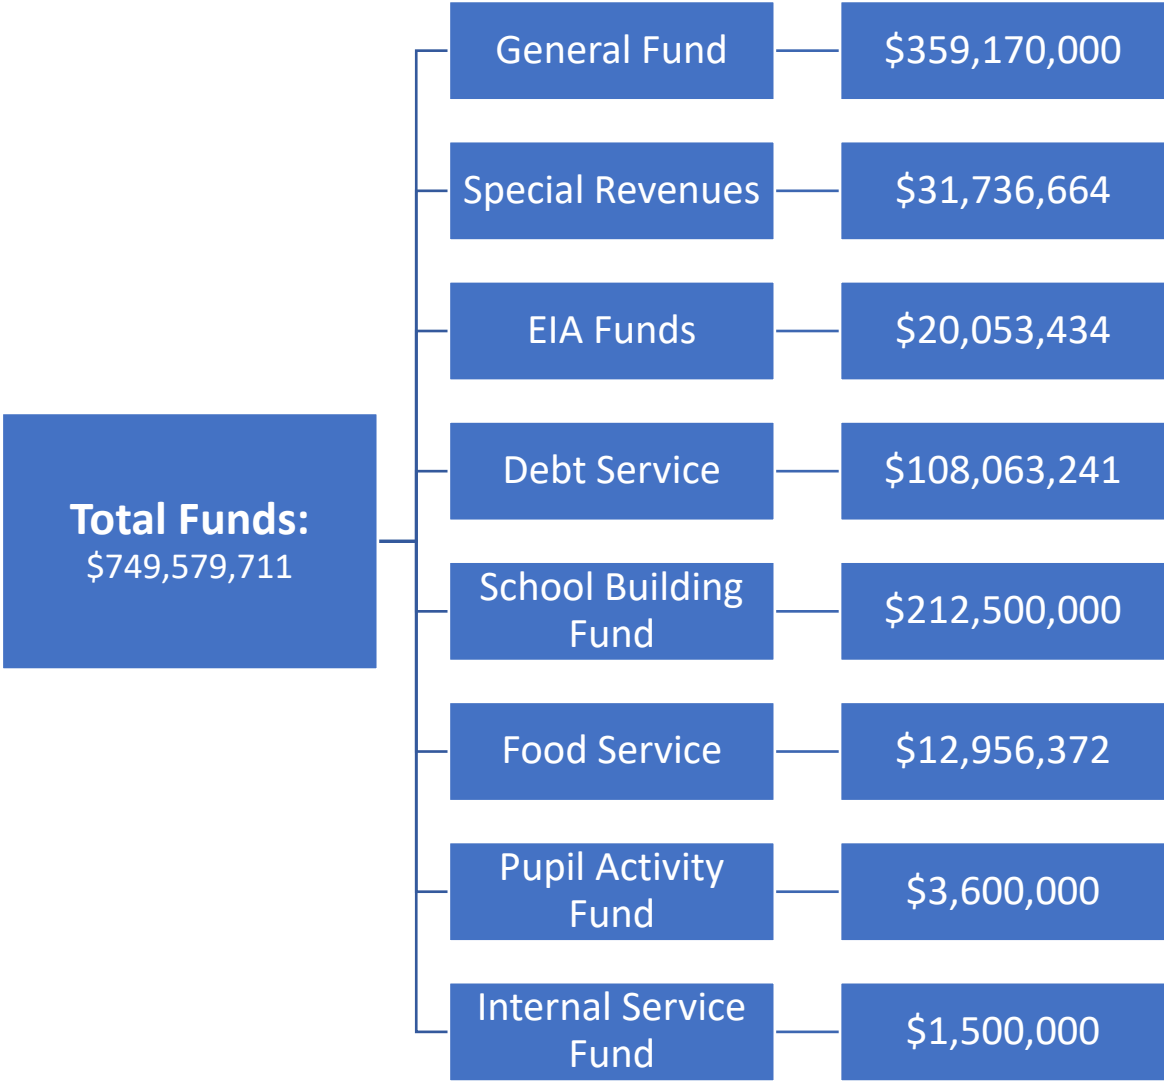 General Fund
$359,170,000
Special Revenues
$31,736,664
EIA Funds
$20,053,434
Debt Service
$108,063,241
Total Funds:
$749,579,711
School Building
Fund
$212,500,000
Food Service
$12,956,372
Pupil Activity
Fund
$3,600,000
Internal Service
Fund
$1,500,000